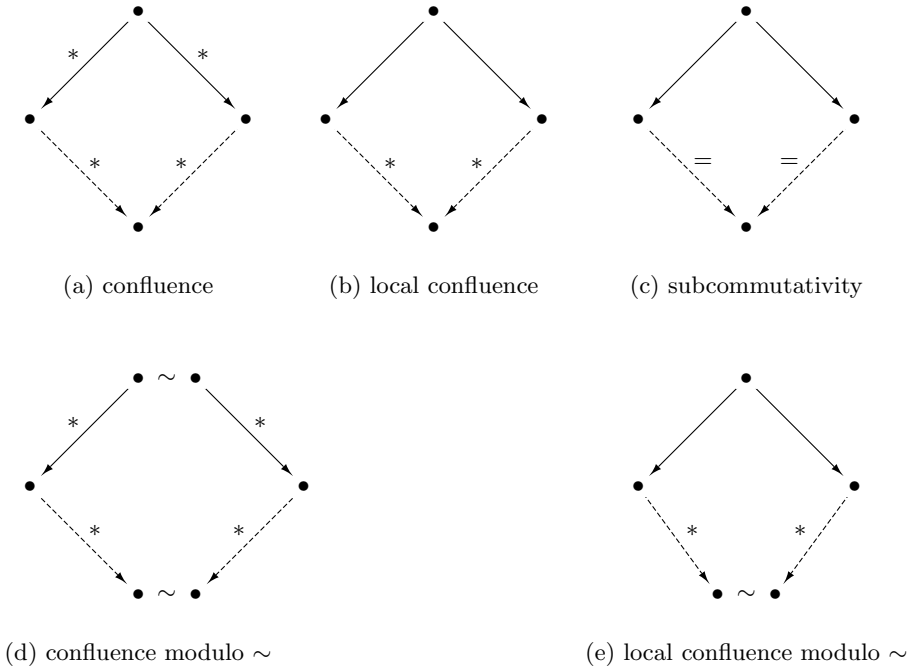 * *
* * * * = =
(a) confluence (b) local confluence (c) subcommutativity
∼
* *
* * * *
∼ ∼
(d) confluence modulo ∼ (e) local confluence modulo ∼